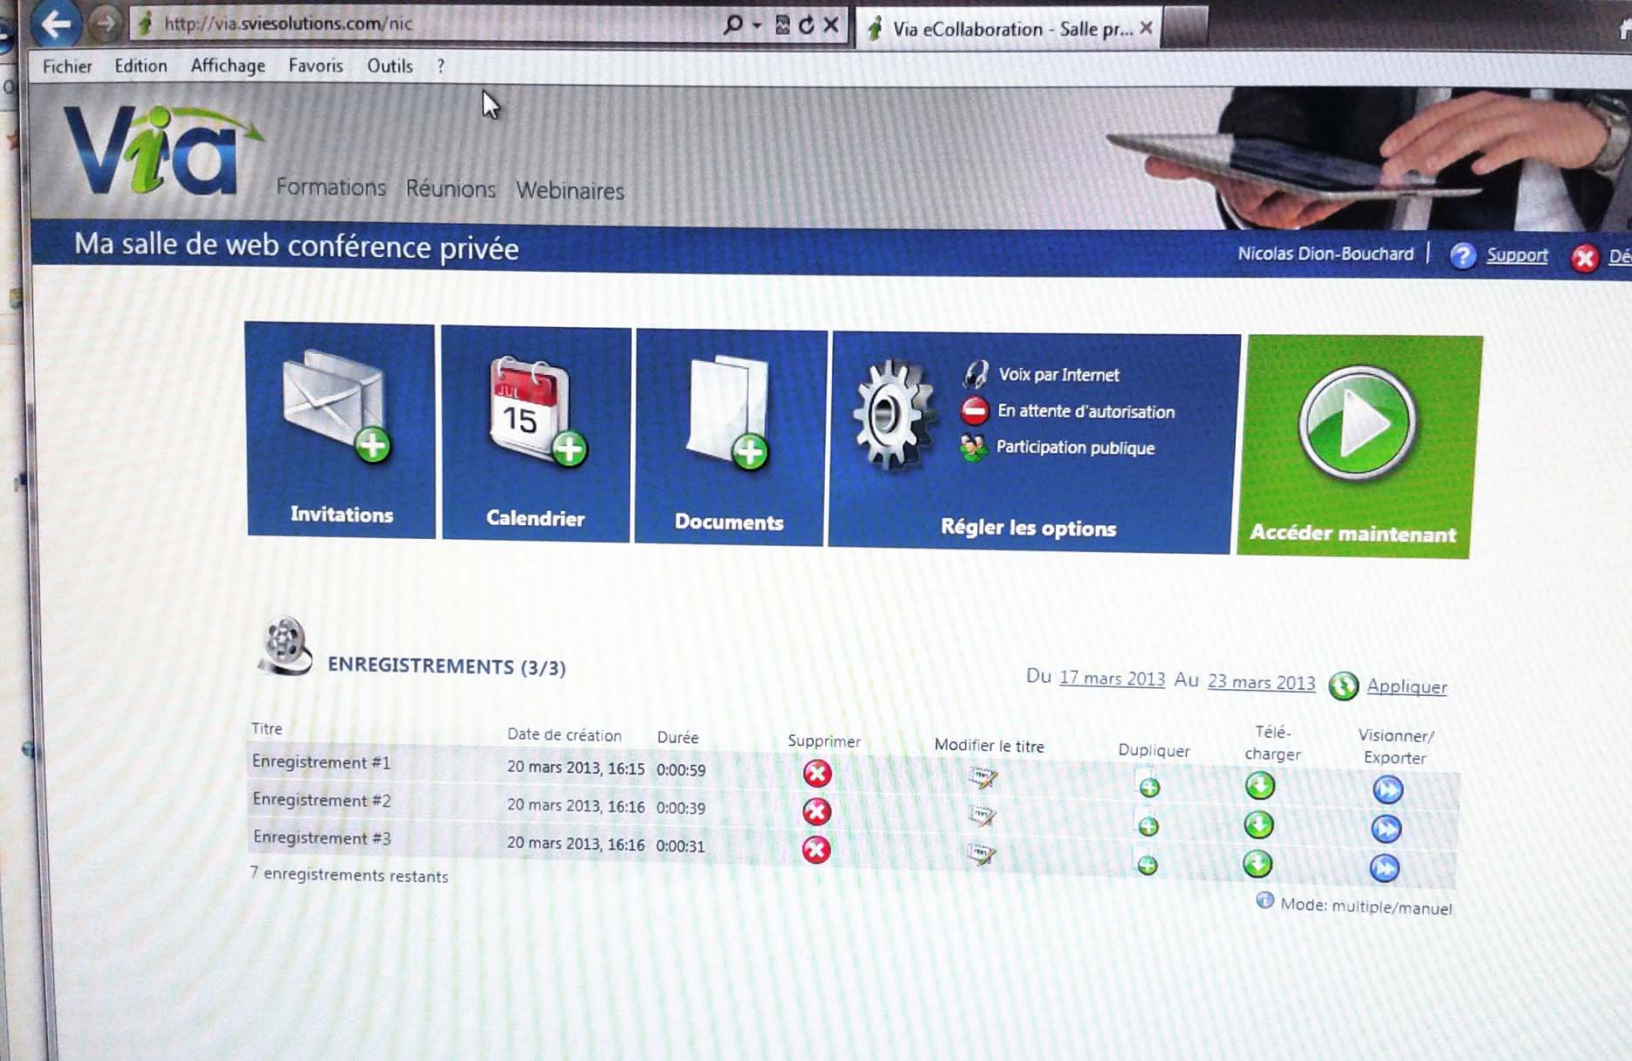 http://via.sviesolutions.com/nic
Via eCollaboration - Salle pr...
Fichier Edition Affichage Favoris Outils ?
Via
Formations Réunions Webinaires
Ma salle de web conférence privée
Nicolas Dion-Bouchard | Support
JUL
15
Voix par Internet
En attente d'autorisation
Participation publique
Invitations
Calendrier
Documents
Régler les options
Accéder maintenant
ENREGISTREMENTS (3/3)
Du 17 mars 2013 Au 23 mars 2013 Appliquer
Titre Date de création Durée Supprimer Modifier le titre Dupliquer Télé-charger Visionner/Exporter
Enregistrement #1 20 mars 2013, 16:15 0:00:59
Enregistrement #2 20 mars 2013, 16:16 0:00:39
Enregistrement #3 20 mars 2013, 16:16 0:00:31
7 enregistrements restants
Mode: multiple/manuel